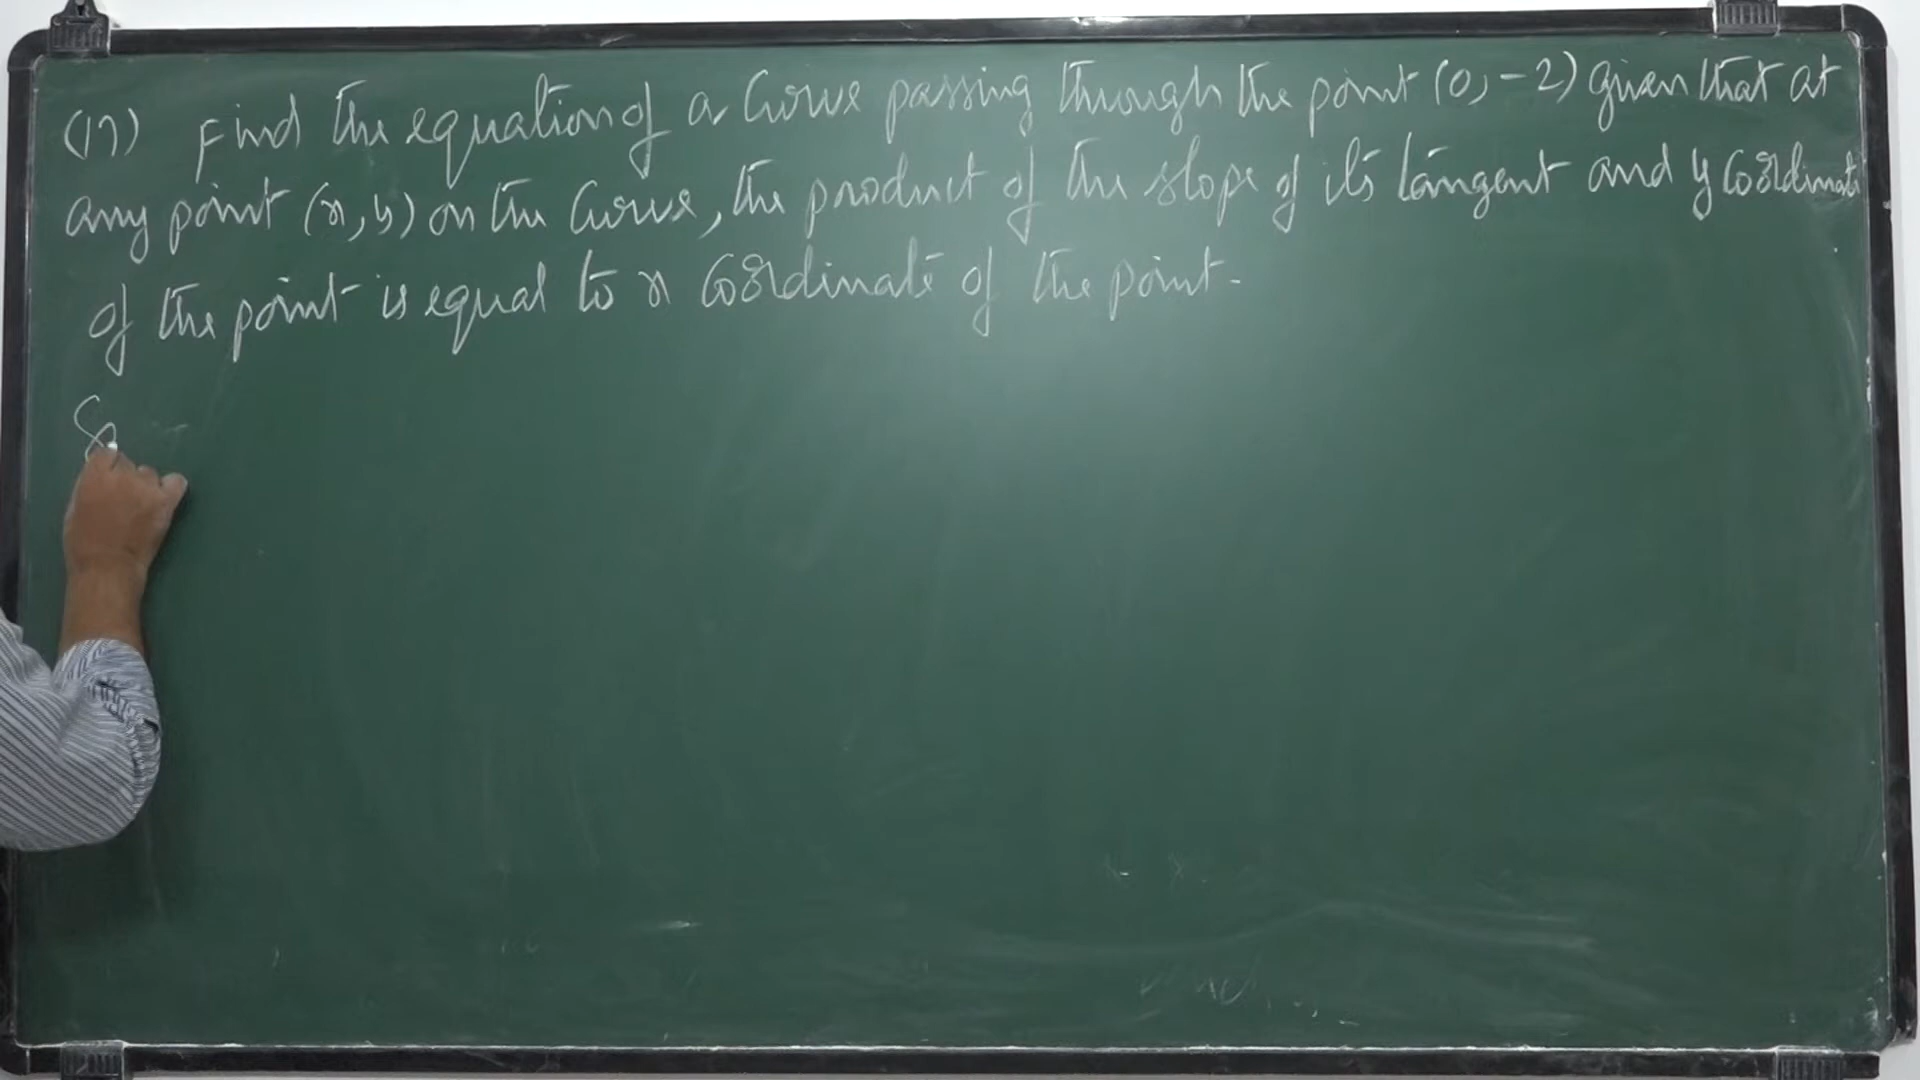 (17) Find the equation of a Curve passing through the point (0, -2) given that at
any point (x, y) on the Curve, the product of the slope of its tangent and y Coordinate
of the point is equal to x Coordinate of the point.
S